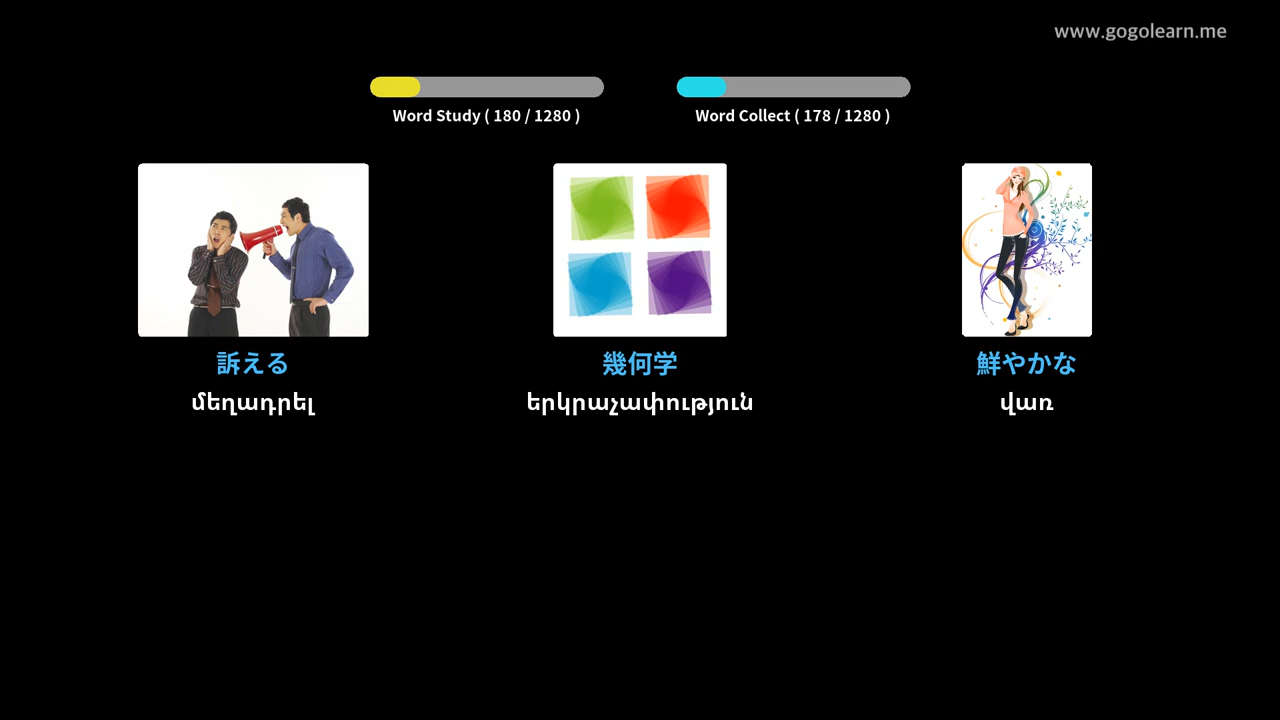 www.gogolearn.me
Word Study ( 180 / 1280 )
Word Collect ( 178 / 1280 )
訴える
幾何学
鮮やかな
մեղադրել
երկրաչափություն
վառ